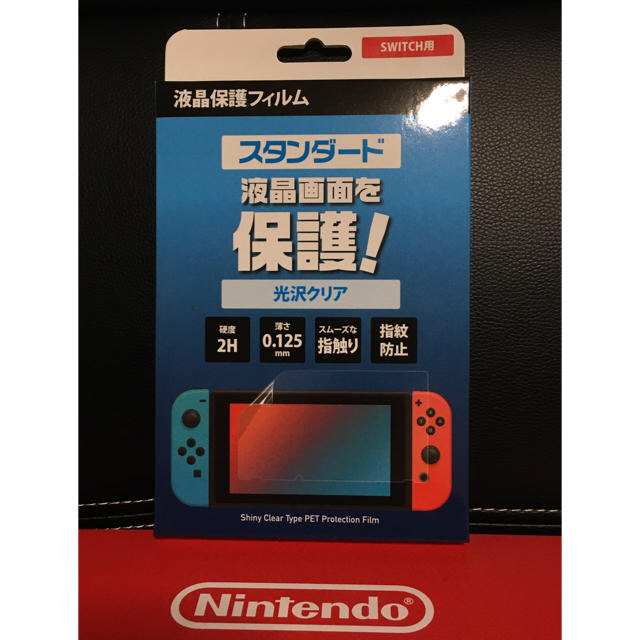 SWITCH用
液晶保護フィルム
スタンダード
液晶画面を
保護!
光沢クリア
硬度
2H
薄さ
0.125
mm
スムーズな
指触り
指紋
防止
Shiny Clear Type PET Protection Film
Nintendo